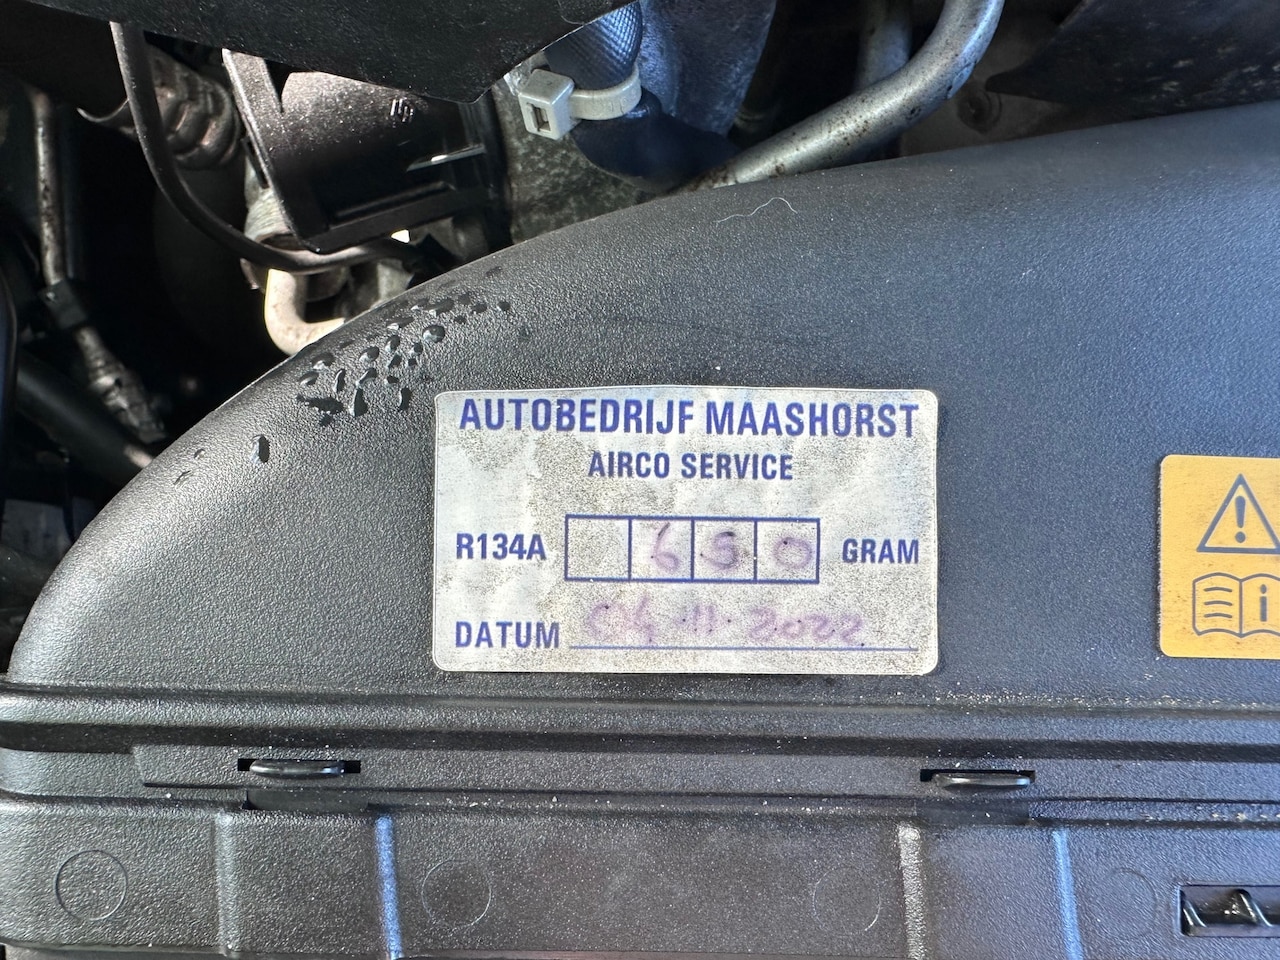 AUTOBEDRIJF MAASHORST
AIRCO SERVICE
R134A 650 GRAM
DATUM 04.11.2022